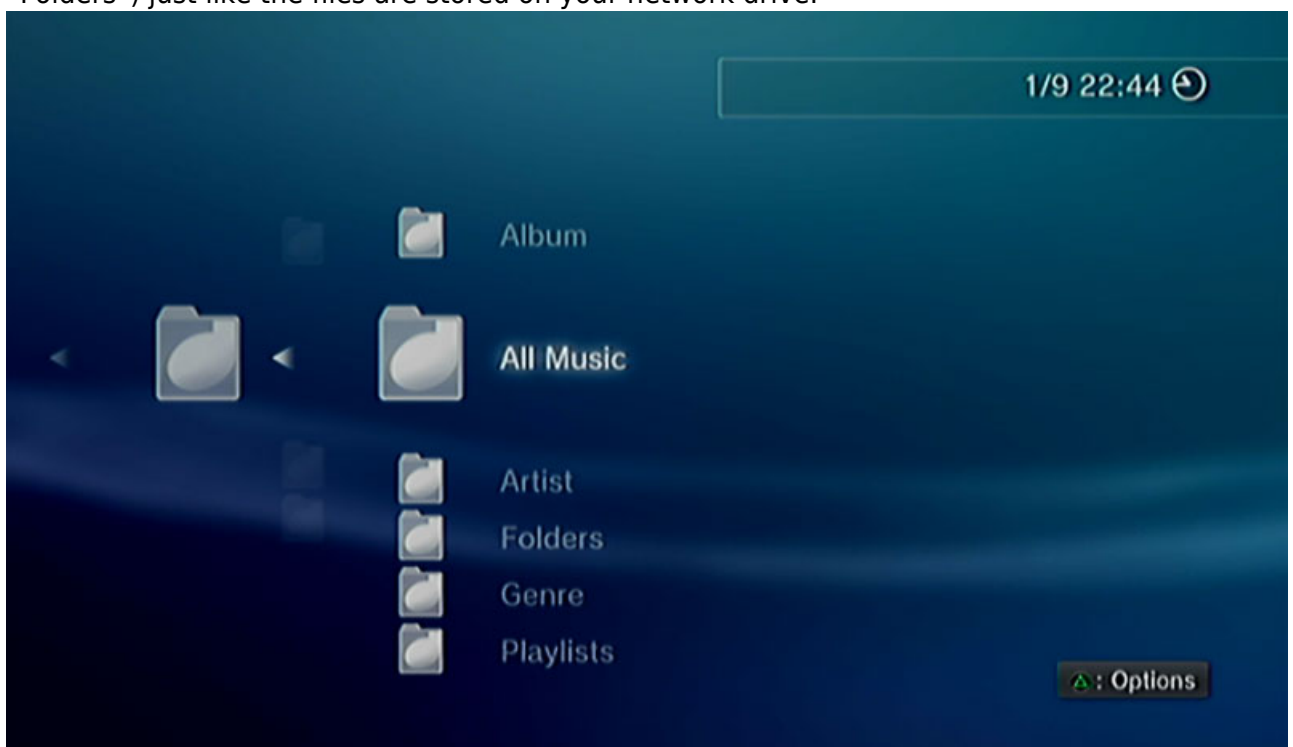 Folders", just like the files are stored on your network drive.
1/9 22:44
Album
All Music
Artist
Folders
Genre
Playlists
: Options